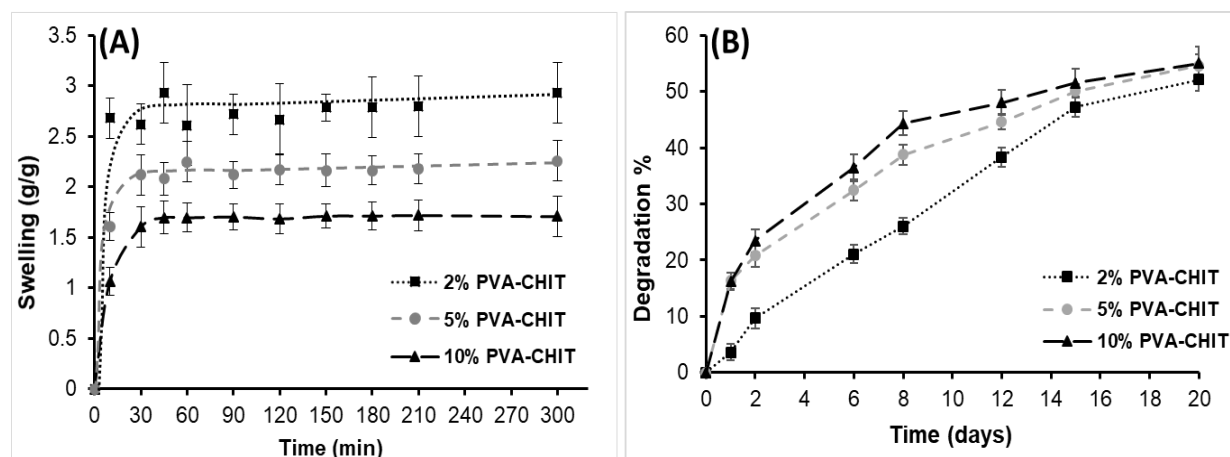 (A)
Swelling (g/g)
3.5
3
2.5
2
1.5
1
0.5
0
0 30 60 90 120 150 180 210 240 270 300
Time (min)
2% PVA-CHIT
5% PVA-CHIT
10% PVA-CHIT
(B)
Degradation %
60
50
40
30
20
10
0
0 2 4 6 8 10 12 14 16 18 20
Time (days)
2% PVA-CHIT
5% PVA-CHIT
10% PVA-CHIT